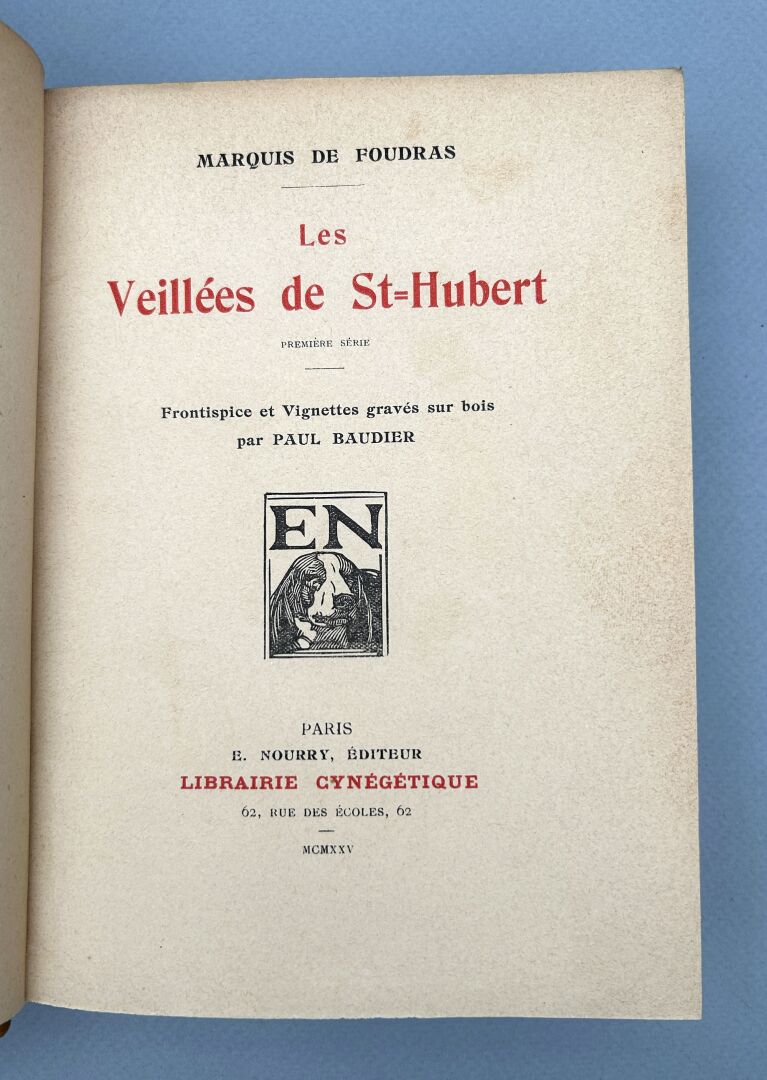 MARQUIS DE FOUDRAS
Les
Veillées de St=Hubert
PREMIÈRE SÉRIE
Frontispice et Vignettes gravés sur bois
par PAUL BAUDIER
EN
PARIS
E. NOURRY, ÉDITEUR
LIBRAIRIE CYNÉGÉTIQUE
62, RUE DES ÉCOLES, 62
MCMXXV